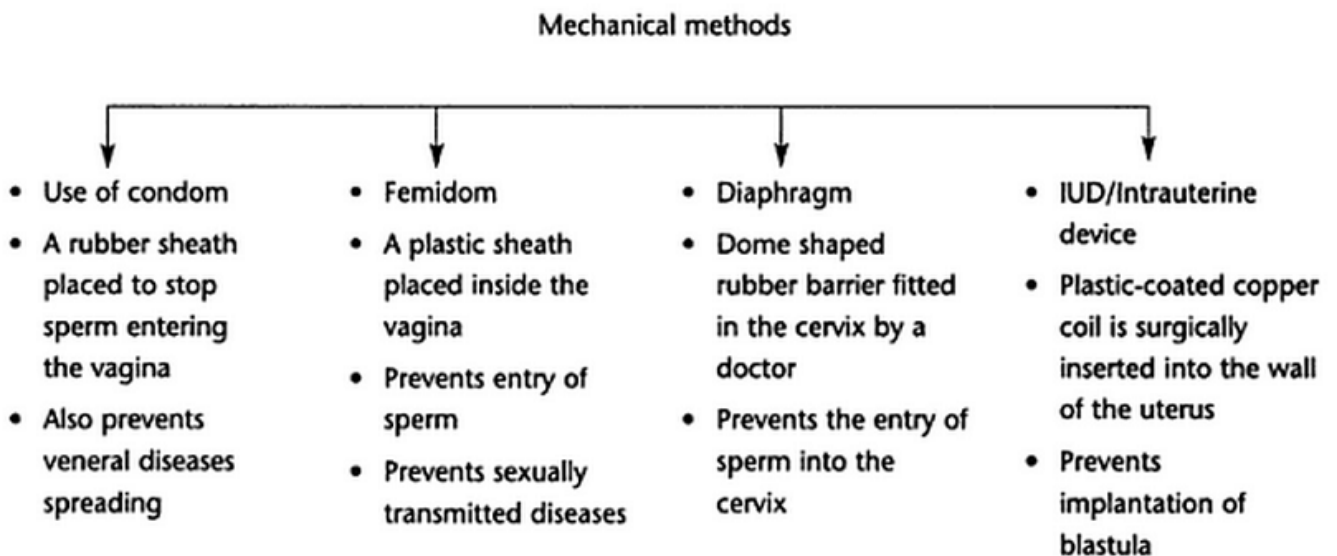 Mechanical methods
• Use of condom
• A rubber sheath
placed to stop
sperm entering
the vagina
• Also prevents
veneral diseases
spreading
• Femidom
• A plastic sheath
placed inside the
vagina
• Prevents entry of
sperm
• Prevents sexually
transmitted diseases
• Diaphragm
• Dome shaped
rubber barrier fitted
in the cervix by a
doctor
• Prevents the entry of
sperm into the
cervix
• IUD/Intrauterine
device
• Plastic-coated copper
coil is surgically
inserted into the wall
of the uterus
• Prevents
implantation of
blastula